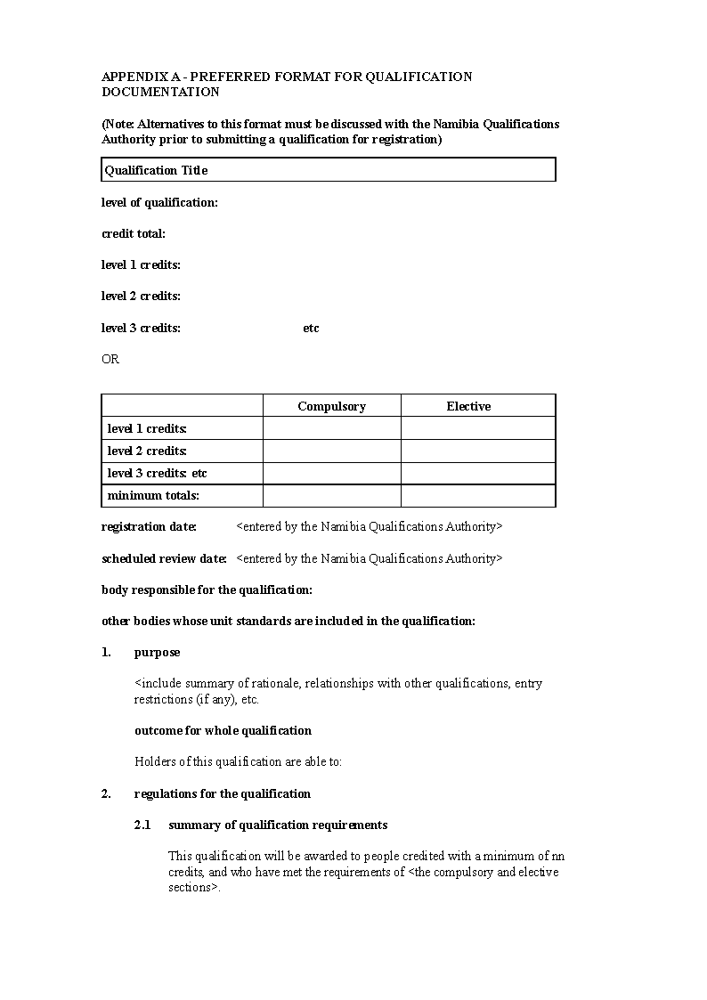 APPENDIX A - PREFERRED FORMAT FOR QUALIFICATION
DOCUMENTATION
(Note: Alternatives to this format must be discussed with the Namibia Qualifications
Authority prior to submitting a qualification for registration)
Qualification Title
level of qualification:
credit total:
level 1 credits:
level 2 credits:
level 3 credits: etc
OR
Compulsory Elective
level 1 credits:
level 2 credits:
level 3 credits: etc
minimum totals:
registration date: <entered by the Namibia Qualifications Authority>
scheduled review date: <entered by the Namibia Qualifications Authority>
body responsible for the qualification:
other bodies whose unit standards are included in the qualification:
1. purpose
<include summary of rationale, relationships with other qualifications, entry
restrictions (if any), etc.
outcome for whole qualification
Holders of this qualification are able to:
2. regulations for the qualification
2.1 summary of qualification requirements
This qualification will be awarded to people credited with a minimum of nn
credits, and who have met the requirements of <the compulsory and elective
sections>.